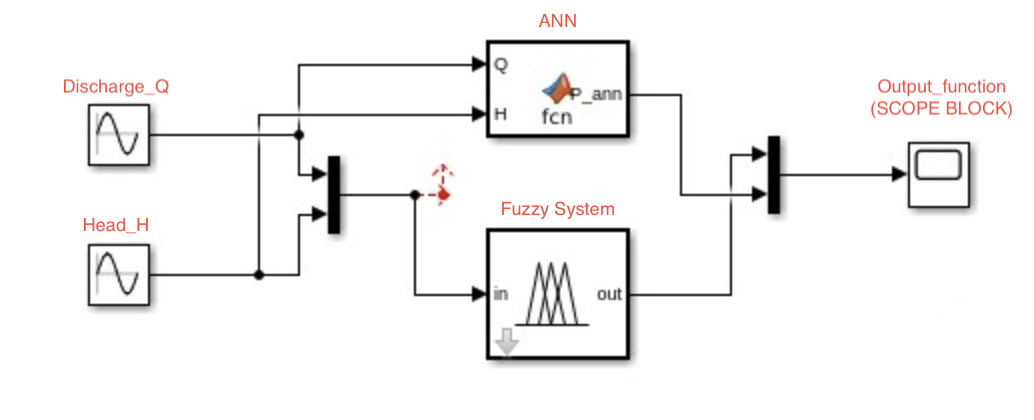 ANN
Discharge_Q
Q
H
P_ann
fcn
Output_function
(SCOPE BLOCK)
Head_H
Fuzzy System
in
out